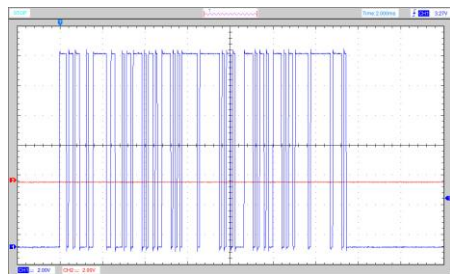 STOP
Time 2.000ms
CH1
3.27V
CH1 2.00V
CH2 2.00V